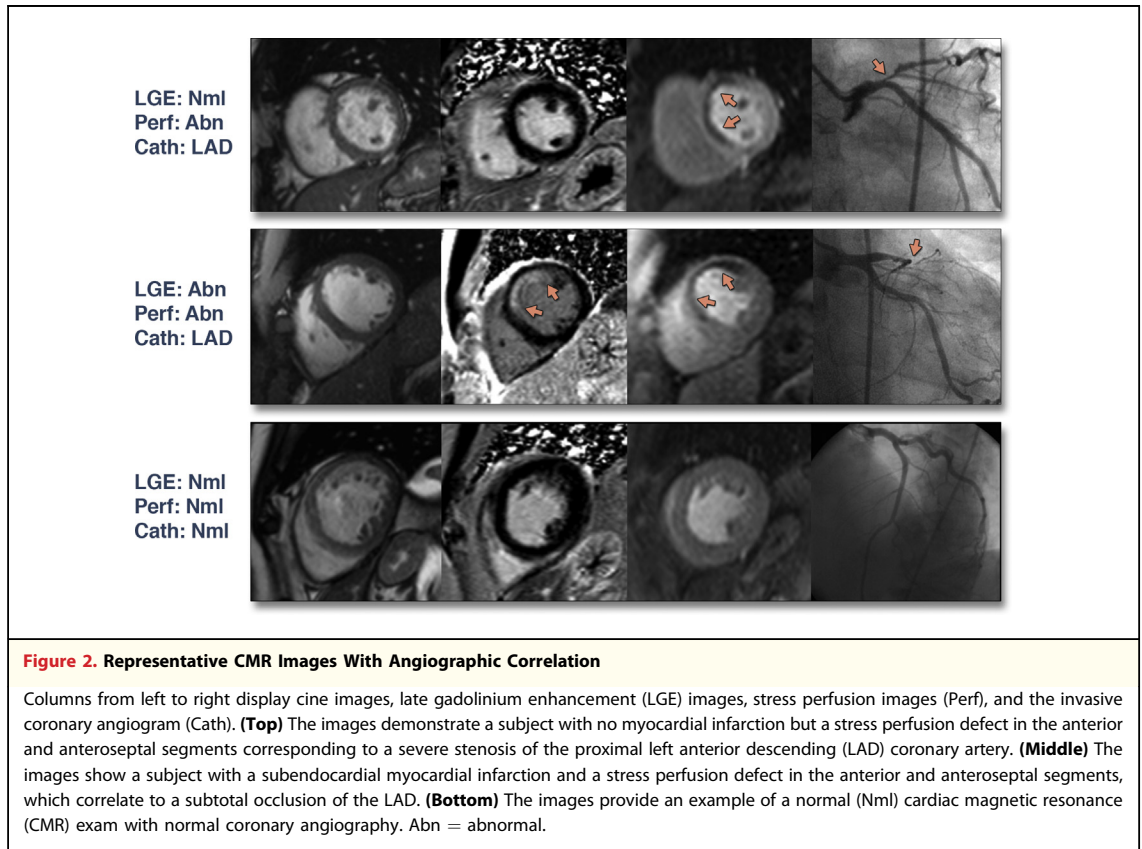 LGE: Nml
Perf: Abn
Cath: LAD
LGE: Abn
Perf: Abn
Cath: LAD
LGE: Nml
Perf: Nml
Cath: Nml
Figure 2. Representative CMR Images With Angiographic Correlation
Columns from left to right display cine images, late gadolinium enhancement (LGE) images, stress perfusion images (Perf), and the invasive
coronary angiogram (Cath). (Top) The images demonstrate a subject with no myocardial infarction but a stress perfusion defect in the anterior
and anteroseptal segments corresponding to a severe stenosis of the proximal left anterior descending (LAD) coronary artery. (Middle) The
images show a subject with a subendocardial myocardial infarction and a stress perfusion defect in the anterior and anteroseptal segments,
which correlate to a subtotal occlusion of the LAD. (Bottom) The images provide an example of a normal (Nml) cardiac magnetic resonance
(CMR) exam with normal coronary angiography. Abn = abnormal.